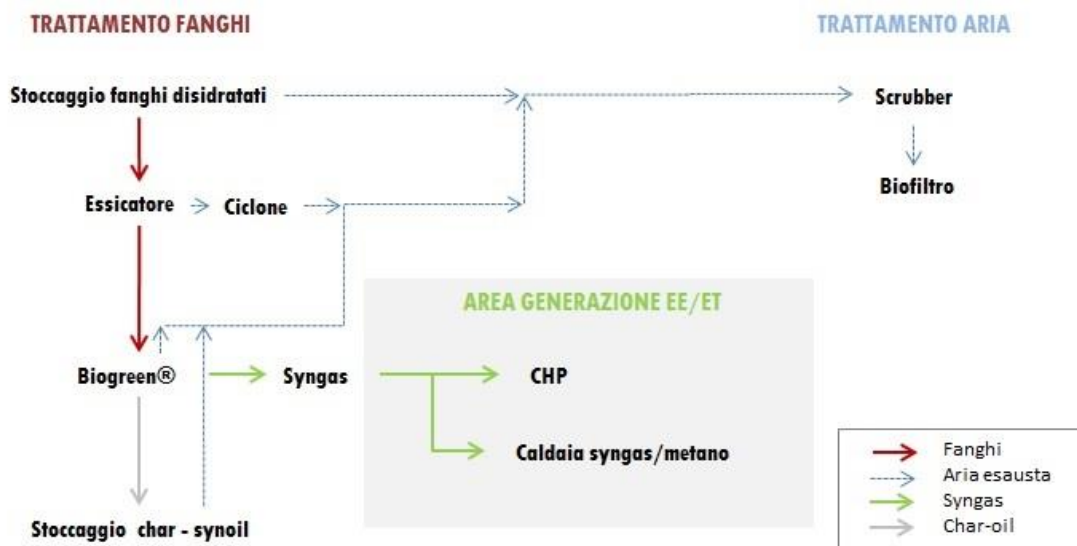 TRATTAMENTO FANGHI
TRATTAMENTO ARIA
Stoccaggio fanghi disidratati
Scrubber
Essicatore
Ciclone
Biofiltro
AREA GENERAZIONE EE/ET
Biogreen®
Syngas
CHP
Caldaia syngas/metano
Stoccaggio char - synoil
Fanghi
Aria esausta
Syngas
Char-oil